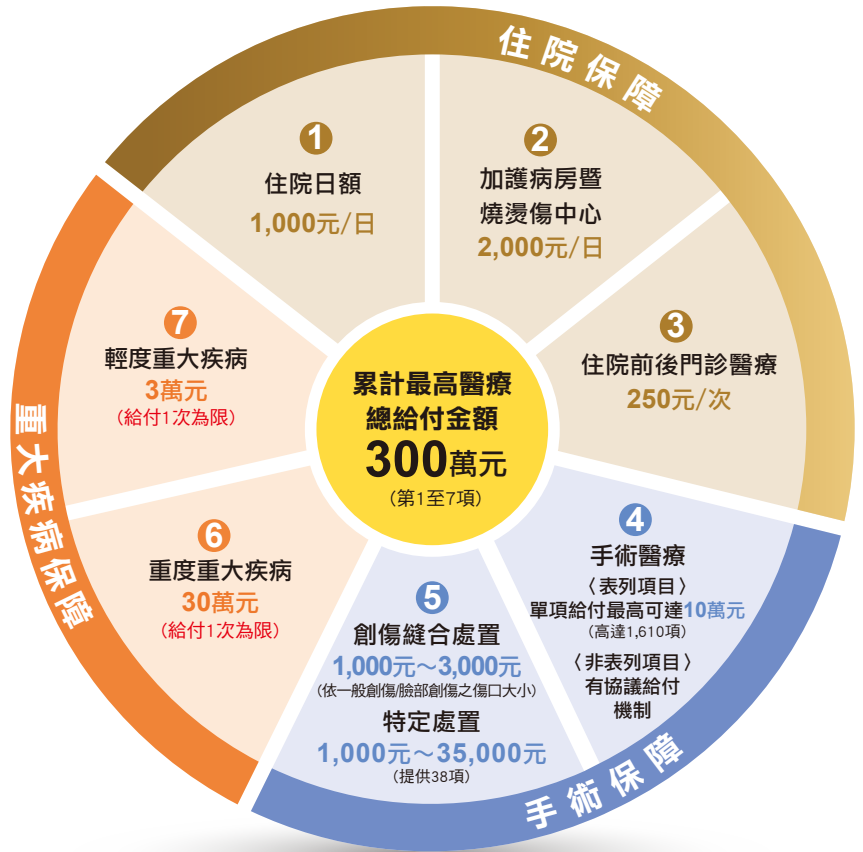 住院保障
1
住院日額
1,000元/日
2
加護病房暨
燒燙傷中心
2,000元/日
3
住院前後門診醫療
250元/次
手術保障
4
手術醫療
〈表列項目〉
單項給付最高可達10萬元
(高達1,610項)
〈非表列項目〉
有協議給付
機制
5
創傷縫合處置
1,000元～3,000元
(依一般創傷/臉部創傷之傷口大小)
特定處置
1,000元～35,000元
(提供38項)
重大疾病保障
6
重度重大疾病
30萬元
(給付1次為限)
7
輕度重大疾病
3萬元
(給付1次為限)
累計最高醫療
總給付金額
300萬元
(第1至7項)